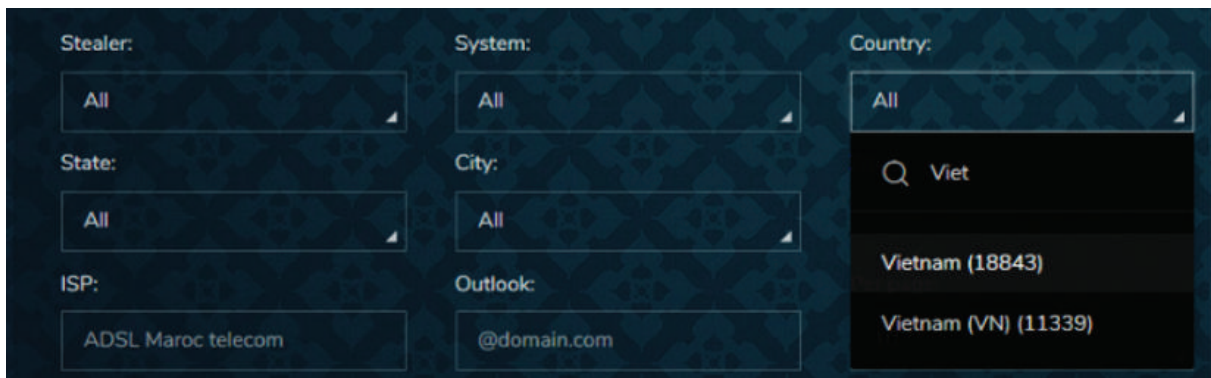 Stealer: System: Country:
All All All
State: City: Viet
All All Vietnam (18843)
ISP: Outlook:
ADSL Maroc telecom @domain.com Vietnam (VN) (11339)